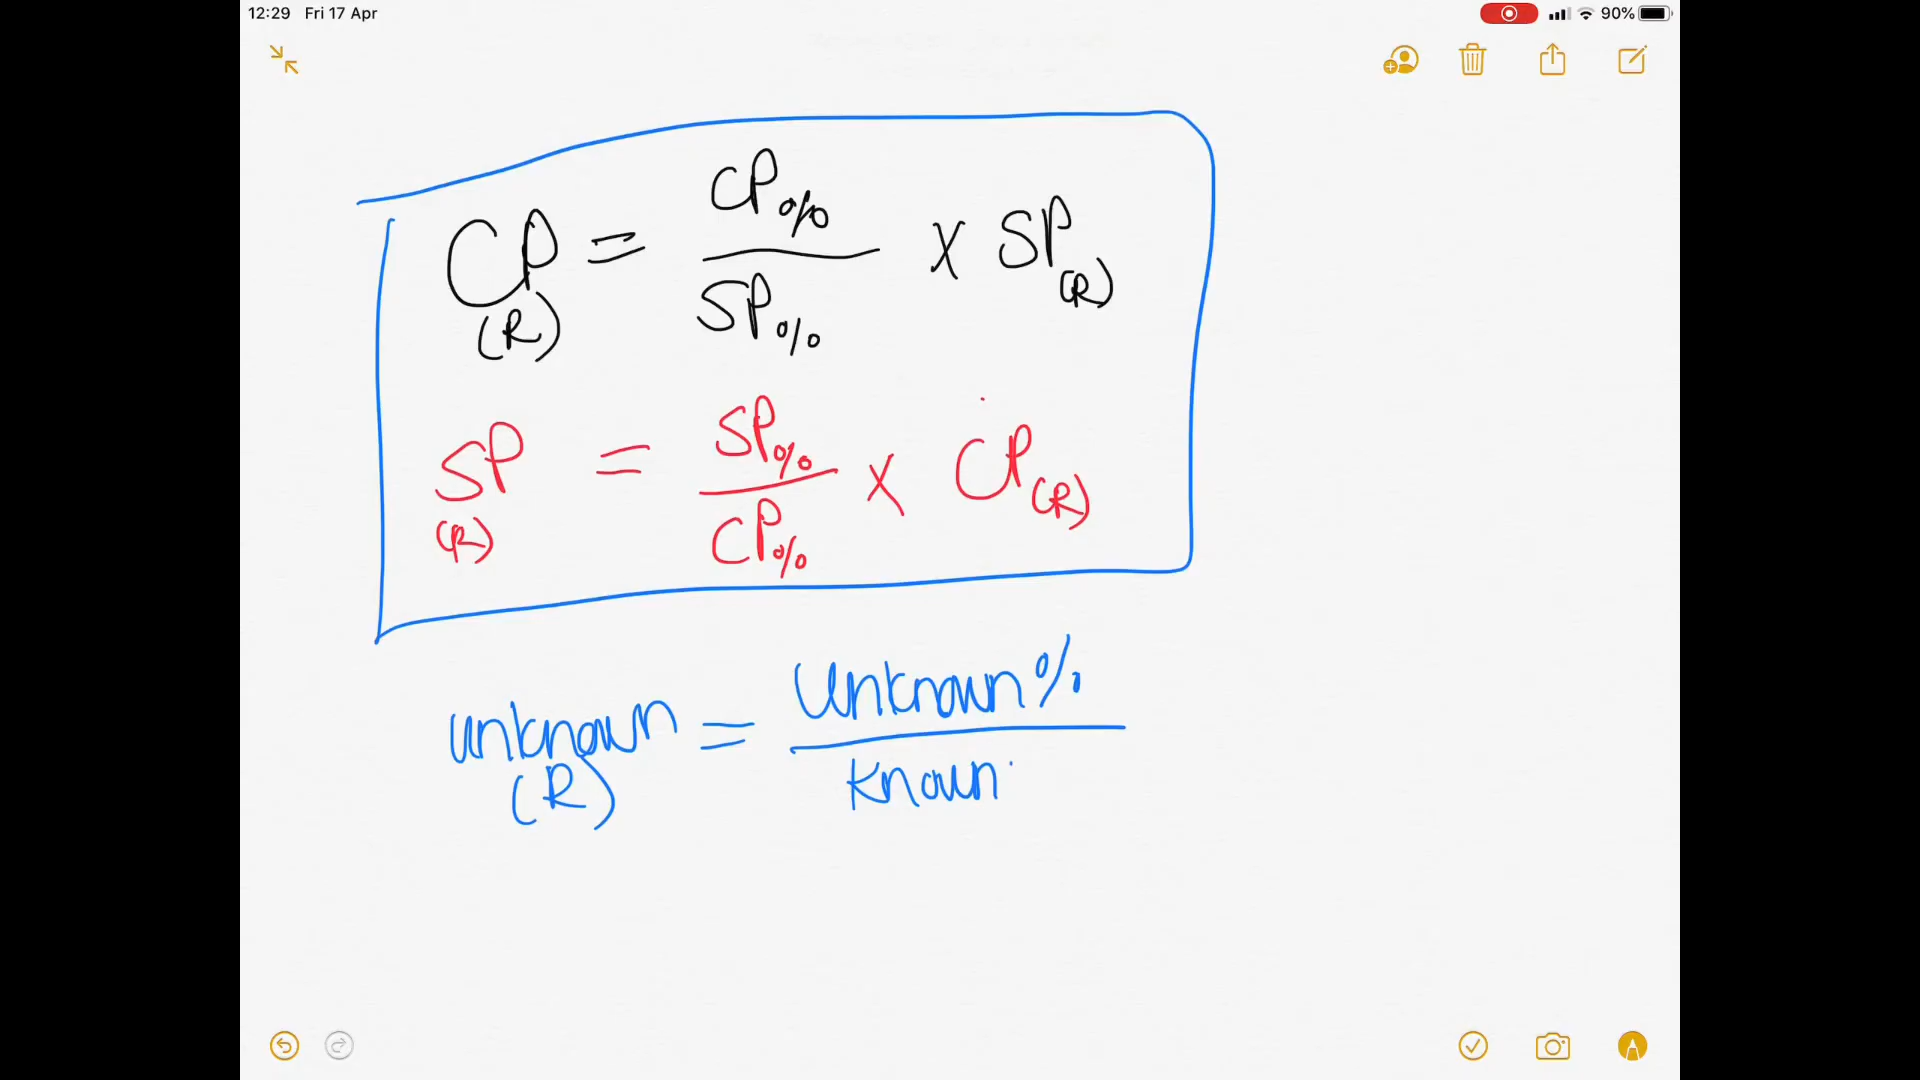 12:29 Fri 17 Apr 90%
CP(R) = CP% / SP% X SP(R)
SP(R) = SP% / CP% X CP(R)
unknown (R) = Unknown% / Known